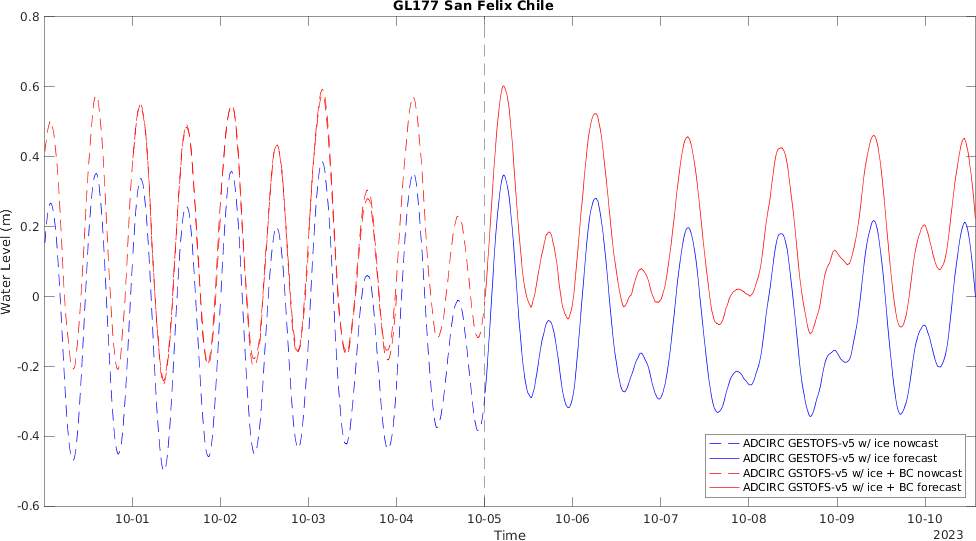 GL177 San Felix Chile
Water Level (m)
0.8
0.6
0.4
0.2
0
-0.2
-0.4
-0.6
10-01 10-02 10-03 10-04 10-05 10-06 10-07 10-08 10-09 10-10
Time
2023
ADCIRC GESTOFS-v5 w/ ice nowcast
ADCIRC GESTOFS-v5 w/ ice forecast
ADCIRC GSTOFS-v5 w/ ice + BC nowcast
ADCIRC GSTOFS-v5 w/ ice + BC forecast